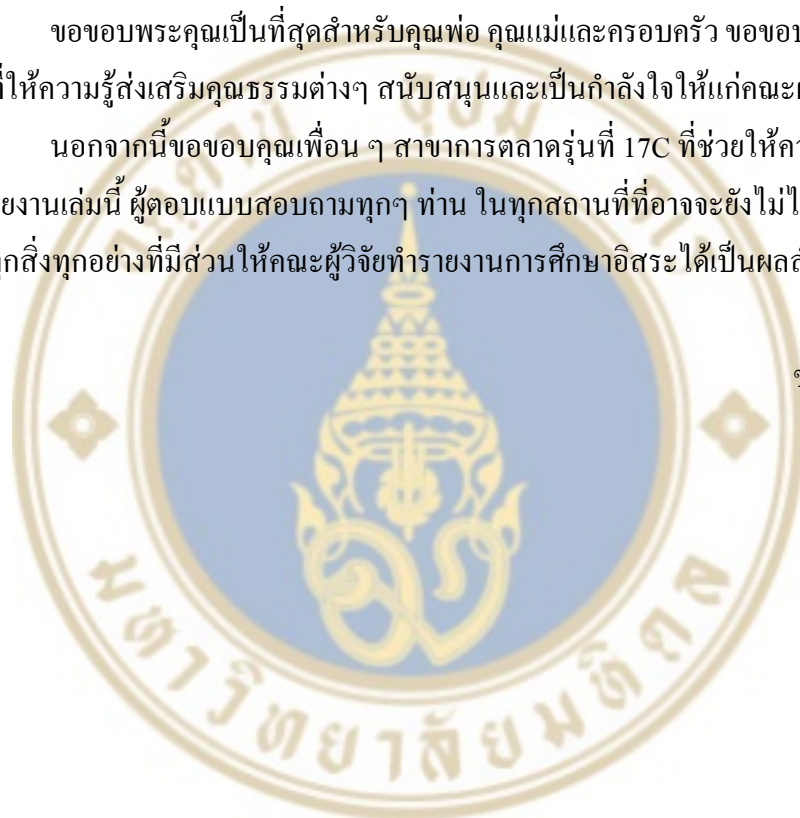 ขอขอบพระคุณเป็นที่สุดสำหรับคุณพ่อ คุณแม่และครอบครัว ขอขอบ
ที่ให้ความรู้ส่งเสริมคุณธรรมต่างๆ สนับสนุนและเป็นกำลังใจให้แก่คณะ
นอกจากนี้ขอขอบคุณเพื่อน ๆ สาขาการตลาดรุ่นที่ 17C ที่ช่วยให้ควา
ยงานเล่มนี้ ผู้ตอบแบบสอบถามทุกๆ ท่าน ในทุกสถานที่ที่อาจจะยังไม่ไ
ุกสิ่งทุกอย่างที่มีส่วนให้คณะผู้วิจัยทำรายงานการศึกษาอิสระได้เป็นผลสำ
มหาวิทยาลัยมหิดล